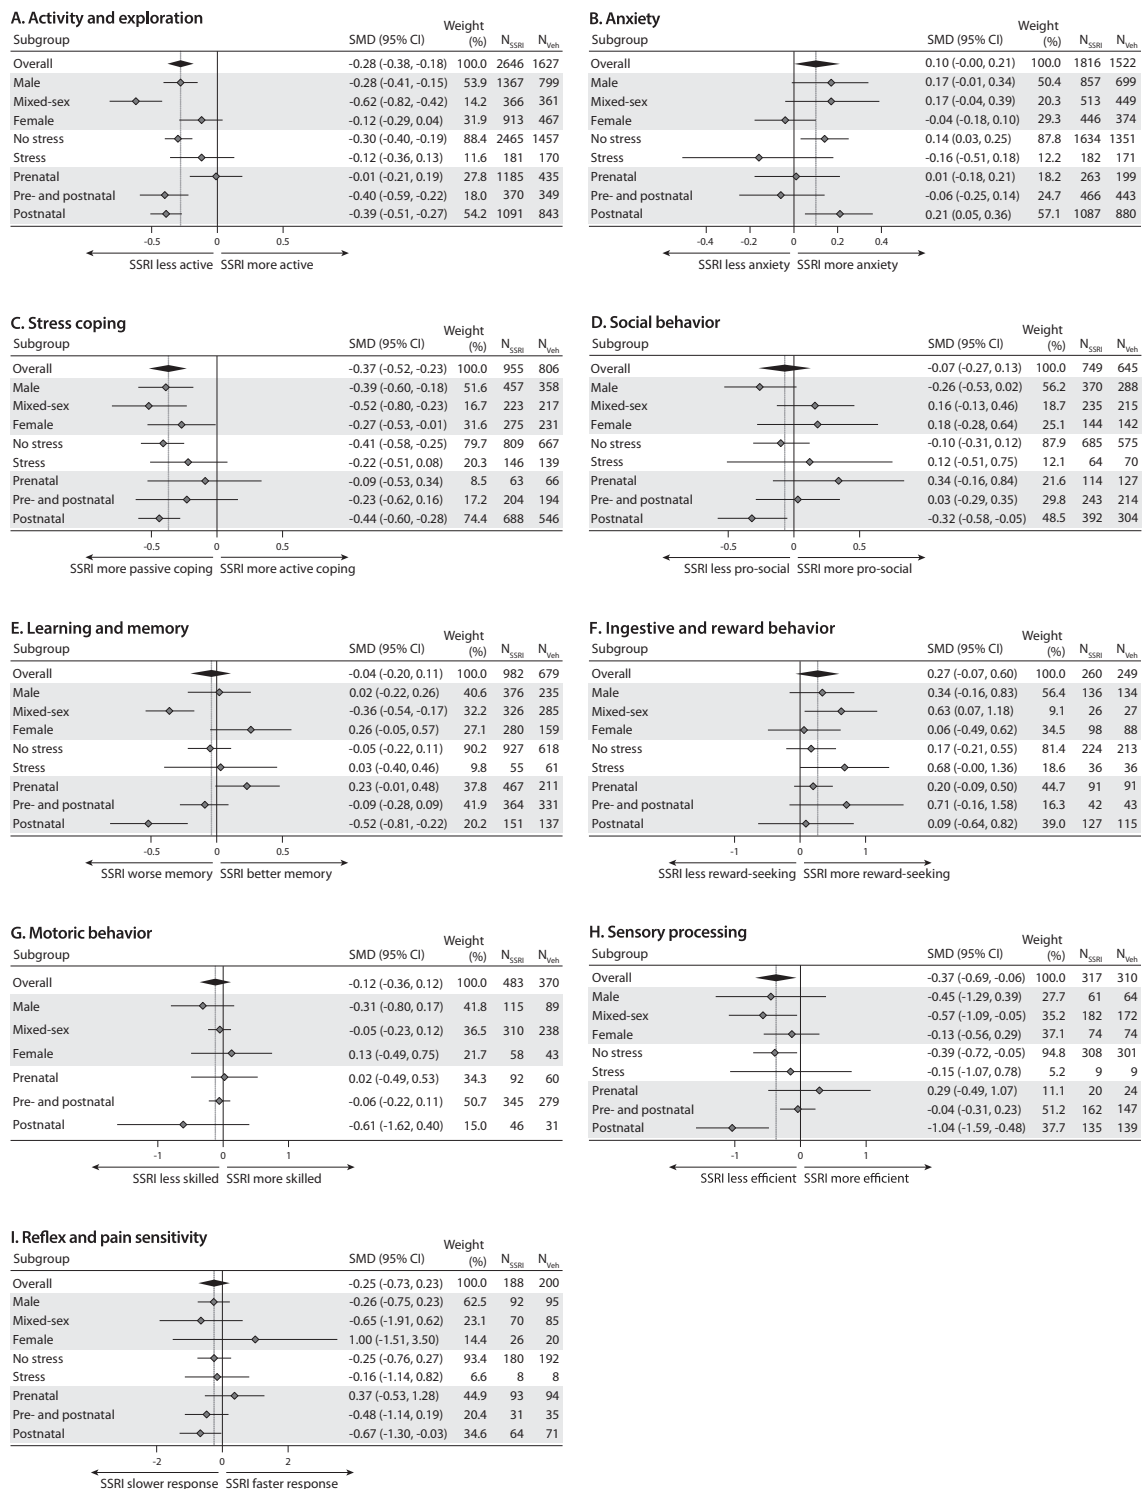 A. Activity and exploration
Subgroup SMD (95% CI) Weight (%) NSSRI NVeh
Overall -0.28 (-0.38, -0.18) 100.0 2646 1627
Male -0.28 (-0.41, -0.15) 53.9 1367 799
Mixed-sex -0.62 (-0.82, -0.42) 14.2 366 361
Female -0.12 (-0.29, 0.04) 31.9 913 467
No stress -0.30 (-0.40, -0.19) 88.4 2465 1457
Stress -0.12 (-0.36, 0.13) 11.6 181 170
Prenatal -0.01 (-0.21, 0.19) 27.8 1185 435
Pre- and postnatal -0.40 (-0.59, -0.22) 18.0 370 349
Postnatal -0.39 (-0.51, -0.27) 54.2 1091 843
-0.5 0 0.5
SSRI less active SSRI more active
B. Anxiety
Subgroup SMD (95% CI) Weight (%) NSSRI NVeh
Overall 0.10 (-0.00, 0.21) 100.0 1816 1522
Male 0.17 (-0.01, 0.34) 50.4 857 699
Mixed-sex 0.17 (-0.04, 0.39) 20.3 513 449
Female -0.04 (-0.18, 0.10) 29.3 446 374
No stress 0.14 (0.03, 0.25) 87.8 1634 1351
Stress -0.16 (-0.51, 0.18) 12.2 182 171
Prenatal 0.01 (-0.18, 0.21) 18.2 263 199
Pre- and postnatal -0.06 (-0.25, 0.14) 24.7 466 443
Postnatal 0.21 (0.05, 0.36) 57.1 1087 880
-0.4 -0.2 0 0.2 0.4
SSRI less anxiety SSRI more anxiety
C. Stress coping
Subgroup SMD (95% CI) Weight (%) NSSRI NVeh
Overall -0.37 (-0.52, -0.23) 100.0 955 806
Male -0.39 (-0.60, -0.18) 51.6 457 358
Mixed-sex -0.52 (-0.80, -0.23) 16.7 223 217
Female -0.27 (-0.53, -0.01) 31.6 275 231
No stress -0.41 (-0.58, -0.25) 79.7 809 667
Stress -0.22 (-0.51, 0.08) 20.3 146 139
Prenatal -0.09 (-0.53, 0.34) 8.5 63 66
Pre- and postnatal -0.23 (-0.62, 0.16) 17.2 204 194
Postnatal -0.44 (-0.60, -0.28) 74.4 688 546
-0.5 0 0.5
SSRI more passive coping SSRI more active coping
D. Social behavior
Subgroup SMD (95% CI) Weight (%) NSSRI NVeh
Overall -0.07 (-0.27, 0.13) 100.0 749 645
Male -0.26 (-0.53, 0.02) 56.2 370 288
Mixed-sex 0.16 (-0.13, 0.46) 18.7 235 215
Female 0.18 (-0.28, 0.64) 25.1 144 142
No stress -0.10 (-0.31, 0.12) 87.9 685 575
Stress 0.12 (-0.51, 0.75) 12.1 64 70
Prenatal 0.34 (-0.16, 0.84) 21.6 114 127
Pre- and postnatal 0.03 (-0.29, 0.35) 29.8 243 214
Postnatal -0.32 (-0.58, -0.05) 48.5 392 304
-0.5 0 0.5
SSRI less pro-social SSRI more pro-social
E. Learning and memory
Subgroup SMD (95% CI) Weight (%) NSSRI NVeh
Overall -0.04 (-0.20, 0.11) 100.0 982 679
Male 0.02 (-0.22, 0.26) 40.6 376 235
Mixed-sex -0.36 (-0.54, -0.17) 32.2 326 285
Female 0.26 (-0.05, 0.57) 27.1 280 159
No stress -0.05 (-0.22, 0.11) 90.2 927 618
Stress 0.03 (-0.40, 0.46) 9.8 55 61
Prenatal 0.23 (-0.01, 0.48) 37.8 467 211
Pre- and postnatal -0.09 (-0.28, 0.09) 41.9 364 331
Postnatal -0.52 (-0.81, -0.22) 20.2 151 137
-0.5 0 0.5
SSRI worse memory SSRI better memory
F. Ingestive and reward behavior
Subgroup SMD (95% CI) Weight (%) NSSRI NVeh
Overall 0.27 (-0.07, 0.60) 100.0 260 249
Male 0.34 (-0.16, 0.83) 56.4 136 134
Mixed-sex 0.63 (0.07, 1.18) 9.1 26 27
Female 0.06 (-0.49, 0.62) 34.5 98 88
No stress 0.17 (-0.21, 0.55) 81.4 224 213
Stress 0.68 (-0.00, 1.36) 18.6 36 36
Prenatal 0.20 (-0.09, 0.50) 44.7 91 91
Pre- and postnatal 0.71 (-0.16, 1.58) 16.3 42 43
Postnatal 0.09 (-0.64, 0.82) 39.0 127 115
-1 0 1
SSRI less reward-seeking SSRI more reward-seeking
G. Motoric behavior
Subgroup SMD (95% CI) Weight (%) NSSRI NVeh
Overall -0.12 (-0.36, 0.12) 100.0 483 370
Male -0.31 (-0.80, 0.17) 41.8 115 89
Mixed-sex -0.05 (-0.23, 0.12) 36.5 310 238
Female 0.13 (-0.49, 0.75) 21.7 58 43
Prenatal 0.02 (-0.49, 0.53) 34.3 92 60
Pre- and postnatal -0.06 (-0.22, 0.11) 50.7 345 279
Postnatal -0.61 (-1.62, 0.40) 15.0 46 31
-1 0 1
SSRI less skilled SSRI more skilled
H. Sensory processing
Subgroup SMD (95% CI) Weight (%) NSSRI NVeh
Overall -0.37 (-0.69, -0.06) 100.0 317 310
Male -0.45 (-1.29, 0.39) 27.7 61 64
Mixed-sex -0.57 (-1.09, -0.05) 35.2 182 172
Female -0.13 (-0.56, 0.29) 37.1 74 74
No stress -0.39 (-0.72, -0.05) 94.8 308 301
Stress -0.15 (-1.07, 0.78) 5.2 9 9
Prenatal 0.29 (-0.49, 1.07) 11.1 20 24
Pre- and postnatal -0.04 (-0.31, 0.23) 51.2 162 147
Postnatal -1.04 (-1.59, -0.48) 37.7 135 139
-1 0 1
SSRI less efficient SSRI more efficient
I. Reflex and pain sensitivity
Subgroup SMD (95% CI) Weight (%) NSSRI NVeh
Overall -0.25 (-0.73, 0.23) 100.0 188 200
Male -0.26 (-0.75, 0.23) 62.5 92 95
Mixed-sex -0.65 (-1.91, 0.62) 23.1 70 85
Female 1.00 (-1.51, 3.50) 14.4 26 20
No stress -0.25 (-0.76, 0.27) 93.4 180 192
Stress -0.16 (-1.14, 0.82) 6.6 8 8
Prenatal 0.37 (-0.53, 1.28) 44.9 93 94
Pre- and postnatal -0.48 (-1.14, 0.19) 20.4 31 35
Postnatal -0.67 (-1.30, -0.03) 34.6 64 71
-2 0 2
SSRI slower response SSRI faster response